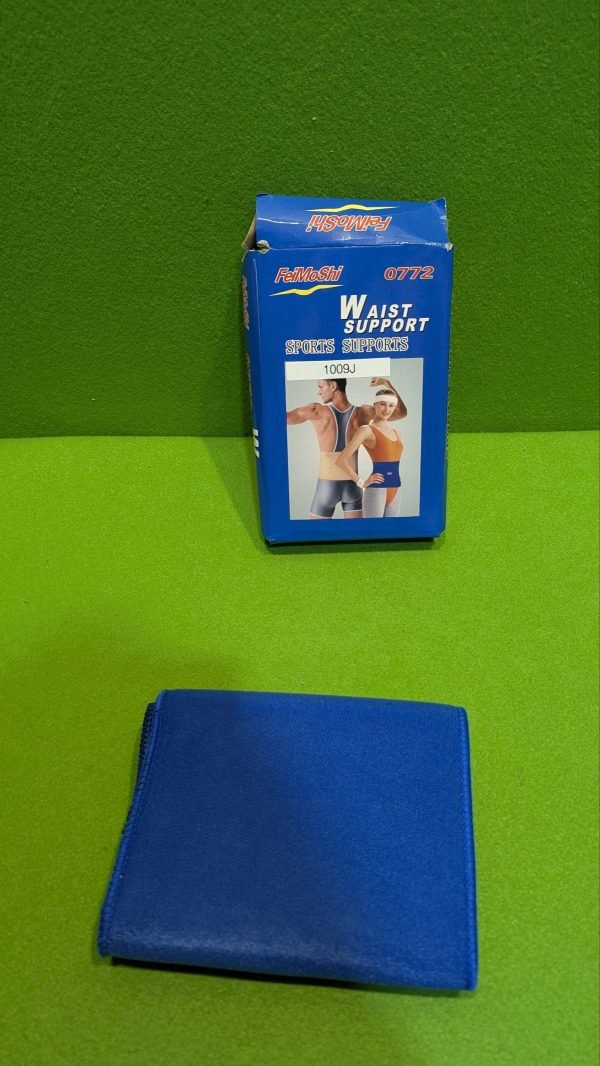 FeiMoShi
FeiMoShi
0772
WAIST
SUPPORT
SPORTS SUPPORTS
1009J